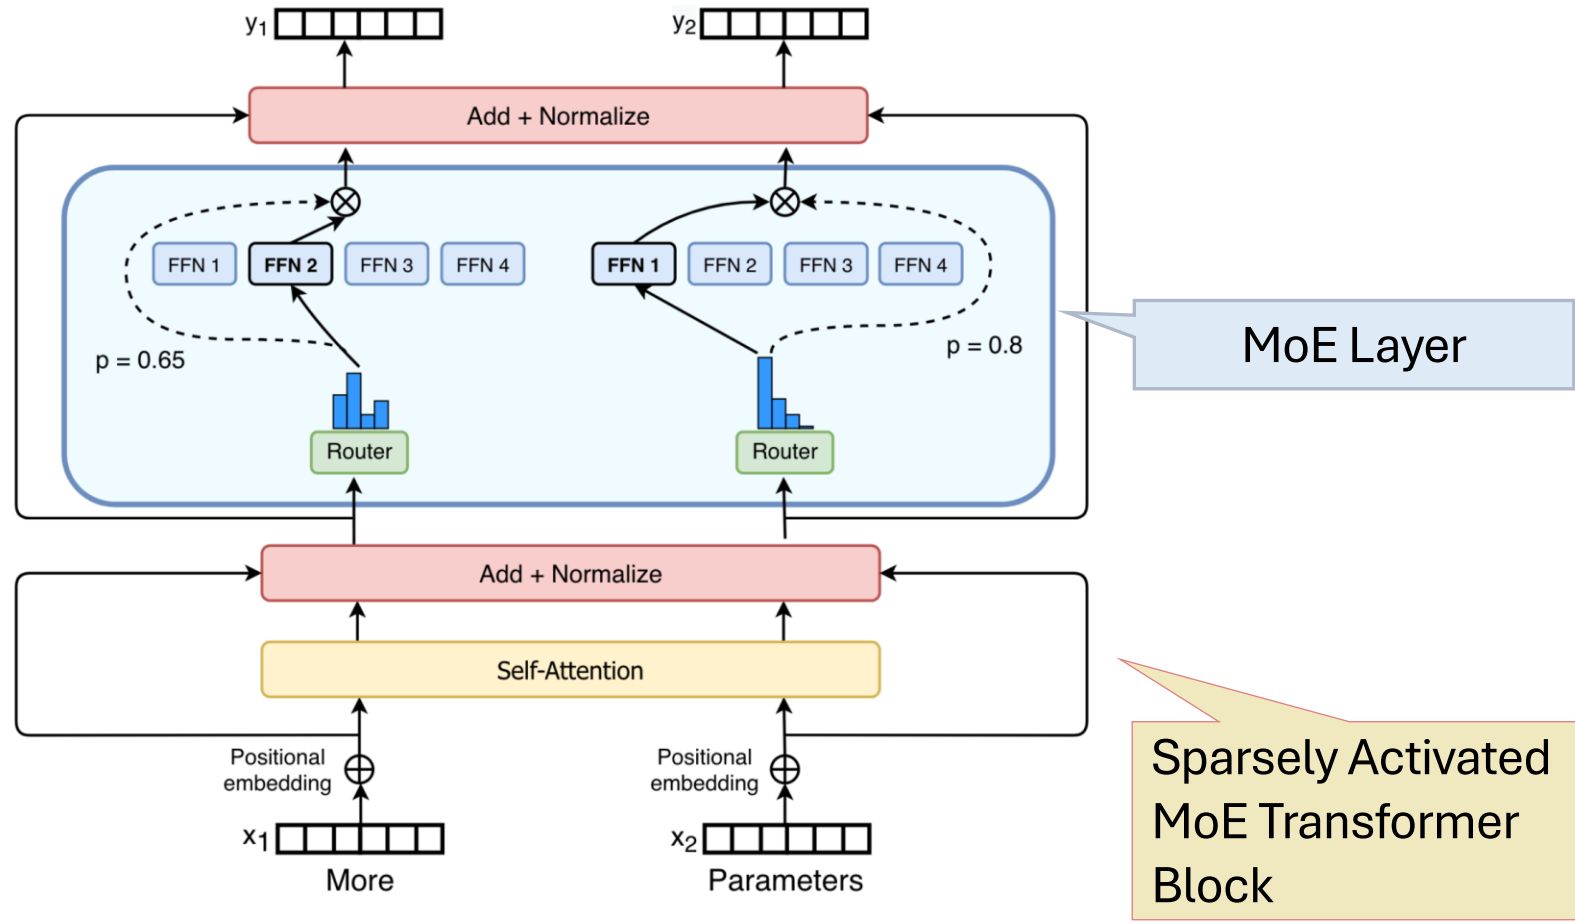 y1
y2
Add + Normalize
FFN 1
FFN 2
FFN 3
FFN 4
FFN 1
FFN 2
FFN 3
FFN 4
p = 0.65
p = 0.8
MoE Layer
Router
Router
Add + Normalize
Self-Attention
Positional
embedding
Positional
embedding
x1
x2
More
Parameters
Sparsely Activated
MoE Transformer
Block